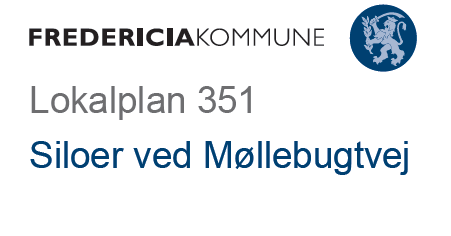 FREDERICIAKOMMUNE
Lokalplan 351
Siloer ved Møllebugtvej